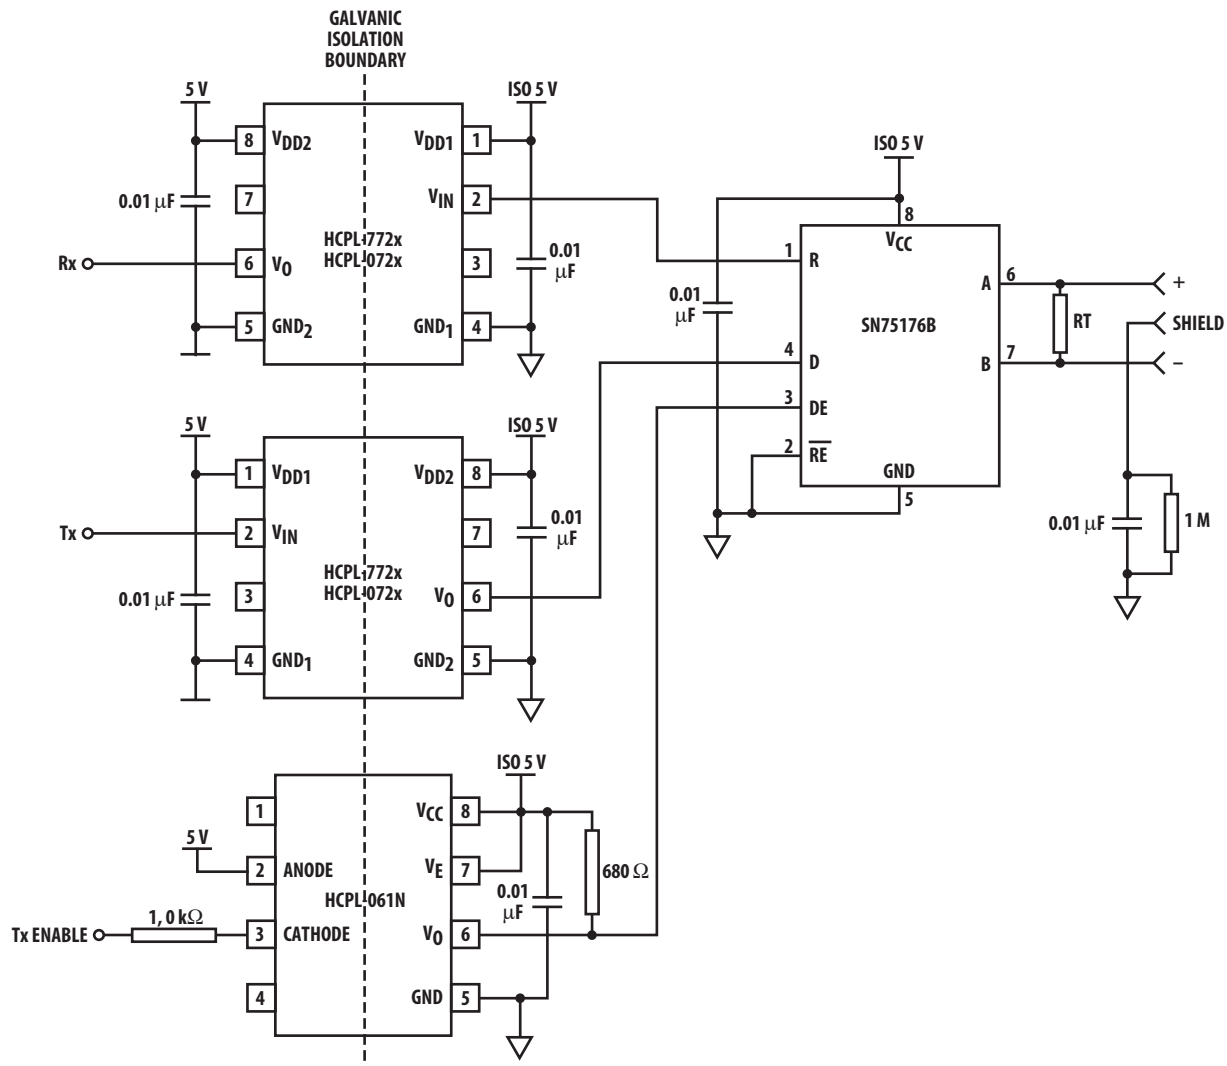 GALVANIC
ISOLATION
BOUNDARY
5 V
ISO 5 V
8
VDD2
VDD1
1
0.01 μF
7
VIN
2
HCPL-772x
HCPL-072x
Rx
6
VO
3
0.01
μF
5
GND2
GND1
4
5 V
ISO 5 V
1
VDD1
VDD2
8
Tx
2
VIN
7
0.01
μF
HCPL-772x
HCPL-072x
0.01 μF
3
VO
6
4
GND1
GND2
5
ISO 5 V
1
VCC
8
5 V
2
ANODE
VE
7
680 Ω
HCPL-061N
0.01
μF
1, 0 kΩ
Tx ENABLE
3
CATHODE
VO
6
4
GND
5
ISO 5 V
8
VCC
1
R
0.01
μF
SN75176B
A
6
+
RT
SHIELD
4
D
B
7
–
3
DE
2
RE
GND
5
0.01 μF
1 M